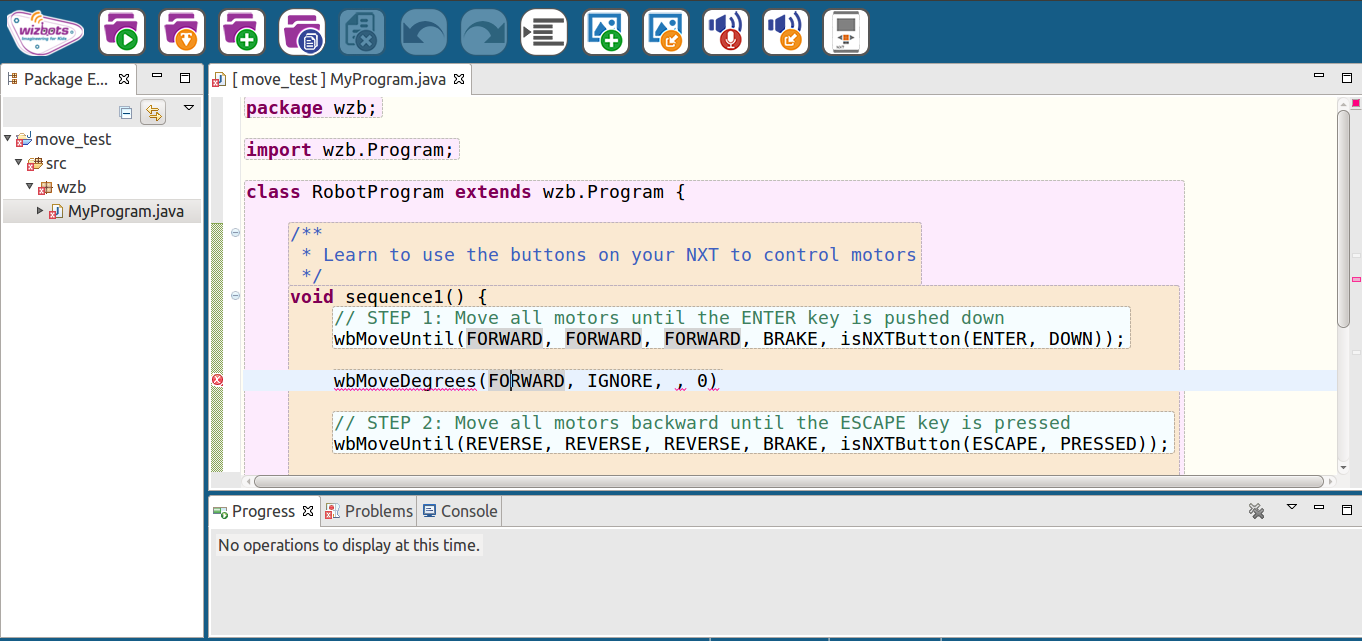 wizbots
Imagineering for Kids
Package E...
[ move_test ] MyProgram.java
move_test
src
wzb
MyProgram.java
package wzb;
import wzb.Program;
class RobotProgram extends wzb.Program {
/**
* Learn to use the buttons on your NXT to control motors
*/
void sequence1() {
// STEP 1: Move all motors until the ENTER key is pushed down
wbMoveUntil(FORWARD, FORWARD, FORWARD, BRAKE, isNXTButton(ENTER, DOWN));
wbMoveDegrees(FORWARD, IGNORE, , 0)
// STEP 2: Move all motors backward until the ESCAPE key is pressed
wbMoveUntil(REVERSE, REVERSE, REVERSE, BRAKE, isNXTButton(ESCAPE, PRESSED));
Progress Problems Console
No operations to display at this time.